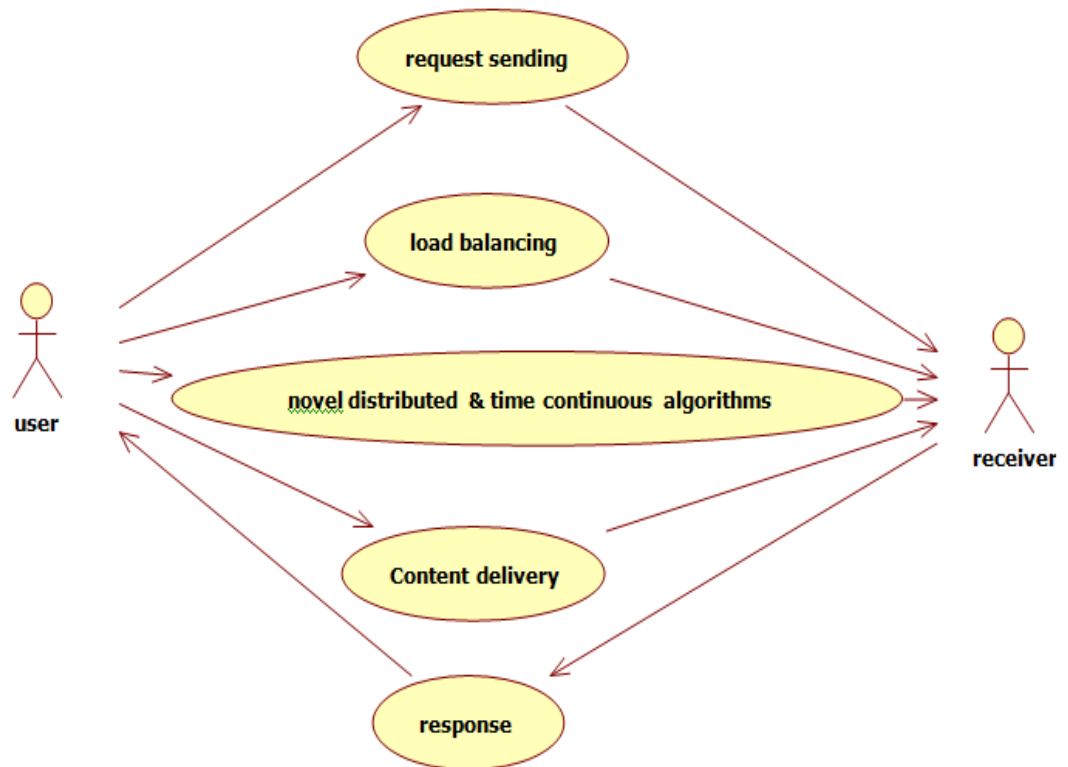 request sending
load balancing
novel distributed & time continuous algorithms
user
receiver
Content delivery
response